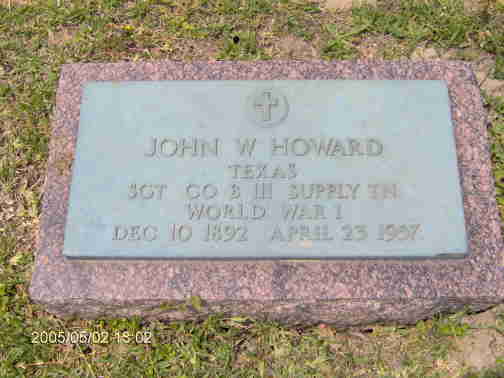 JOHN W HOWARD
TEXAS
SGT CO B 111 SUPPLY TN
WORLD WAR I
DEC 10 1892 APRIL 23 1967
2005/05/02 13:02